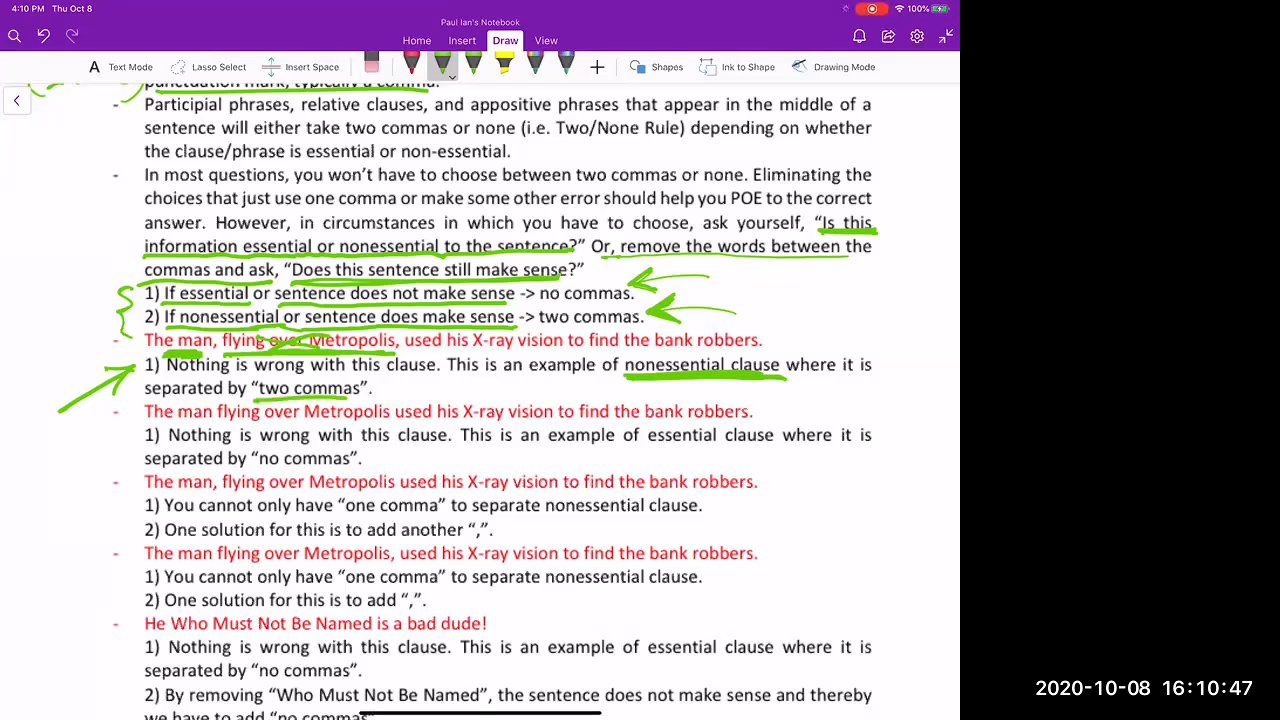 4:10 PM Thu Oct 8
100%
Paul Ian's Notebook
Home Insert Draw View
Text Mode Lasso Select Insert Space Shapes Ink to Shape Drawing Mode
punctuation mark, typically a comma.
- Participial phrases, relative clauses, and appositive phrases that appear in the middle of a
sentence will either take two commas or none (i.e. Two/None Rule) depending on whether
the clause/phrase is essential or non-essential.
- In most questions, you won't have to choose between two commas or none. Eliminating the
choices that just use one comma or make some other error should help you POE to the correct
answer. However, in circumstances in which you have to choose, ask yourself, "Is this
information essential or nonessential to the sentence?" Or, remove the words between the
commas and ask, "Does this sentence still make sense?"
1) If essential or sentence does not make sense -> no commas.
2) If nonessential or sentence does make sense -> two commas.
- The man, flying over Metropolis, used his X-ray vision to find the bank robbers.
1) Nothing is wrong with this clause. This is an example of nonessential clause where it is
separated by "two commas".
- The man flying over Metropolis used his X-ray vision to find the bank robbers.
1) Nothing is wrong with this clause. This is an example of essential clause where it is
separated by "no commas".
- The man, flying over Metropolis used his X-ray vision to find the bank robbers.
1) You cannot only have "one comma" to separate nonessential clause.
2) One solution for this is to add another ",".
- The man flying over Metropolis, used his X-ray vision to find the bank robbers.
1) You cannot only have "one comma" to separate nonessential clause.
2) One solution for this is to add ",".
- He Who Must Not Be Named is a bad dude!
1) Nothing is wrong with this clause. This is an example of essential clause where it is
separated by "no commas".
2) By removing "Who Must Not Be Named", the sentence does not make sense and thereby
we have to add "no commas"
2020-10-08 16:10:47